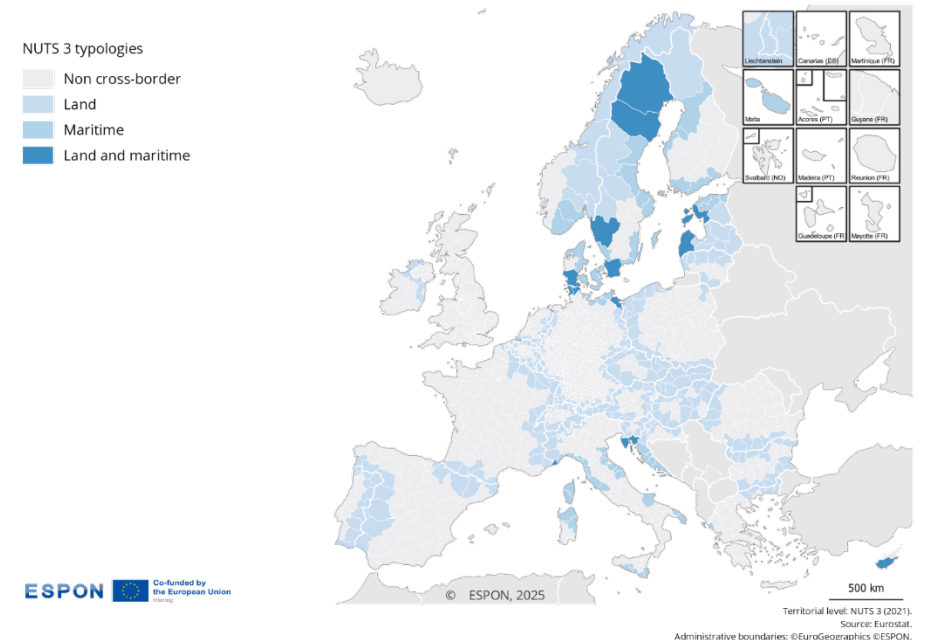 NUTS 3 typologies
Non cross-border
Land
Maritime
Land and maritime
Liechtenstein
Canarias (ES)
Martinique (FR)
Malta
Acores (PT)
Guyane (FR)
Svalbard (NO)
Madeira (PT)
Reunion (FR)
Guadeloupe (FR)
Mayotte (FR)
ESPON
Co-funded by
the European Union
Interreg
© ESPON, 2025
500 km
Territorial level: NUTS 3 (2021).
Source: Eurostat.
Administrative boundaries: ©EuroGeographics ©ESPON.